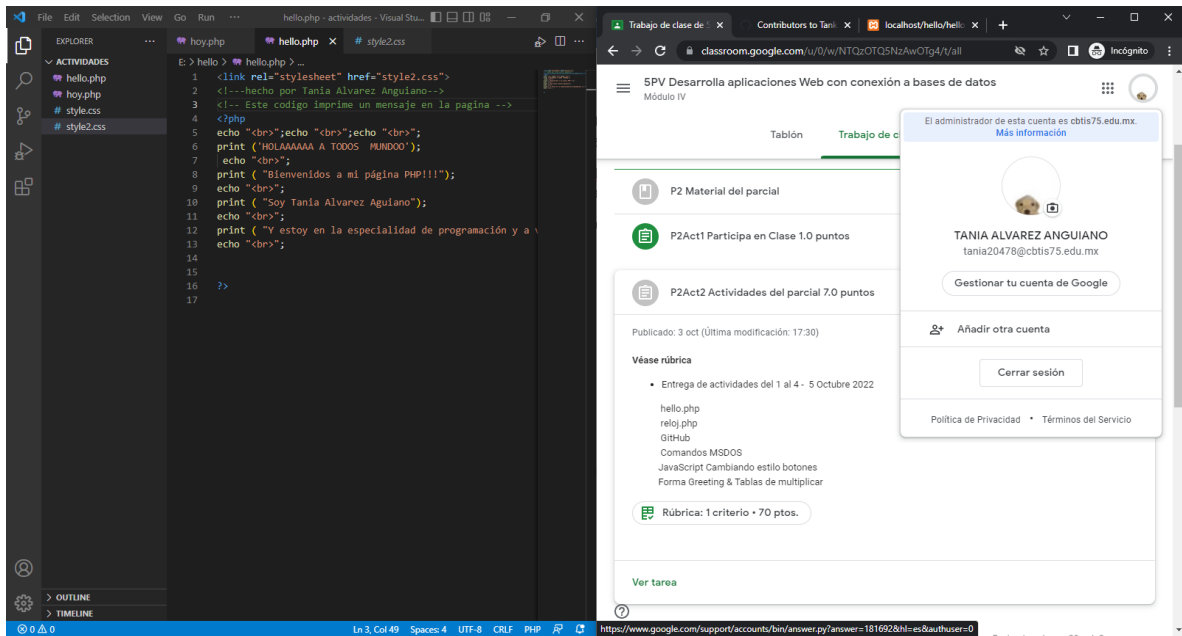 File Edit Selection View Go Run ··· hello.php - actividades - Visual Stu...
EXPLORER ···
ACTIVIDADES
hello.php
hoy.php
# style.css
# style2.css
hoy.php hello.php # style2.css
E: > hello > hello.php > ...
1 <link rel="stylesheet" href="style2.css">
2 <!---hecho por Tania Alvarez Anguiano-->
3 <!-- Este codigo imprime un mensaje en la pagina -->
4 <?php
5 echo "<br>";echo "<br>";echo "<br>";
6 print ('HOLAAAAAA A TODOS MUNDOO');
7 echo "<br>";
8 print ( "Bienvenidos a mi página PHP!!!");
9 echo "<br>";
10 print ( "Soy Tania Alvarez Aguiano");
11 echo "<br>";
12 print ( "Y estoy en la especialidad de programación y a
13 echo "<br>";
14
15
16 ?>
17
OUTLINE
TIMELINE
0 0 Ln 3, Col 49 Spaces: 4 UTF-8 CRLF PHP
Trabajo de clase de 5 Contributors to Tani localhost/hello/hello
classroom.google.com/u/0/w/NTQzOTQ5NzAwOTg4/t/all Incógnito
5PV Desarrolla aplicaciones Web con conexión a bases de datos
Módulo IV
Tablón Trabajo de c
P2 Material del parcial
P2Act1 Participa en Clase 1.0 puntos
P2Act2 Actividades del parcial 7.0 puntos
Publicado: 3 oct (Última modificación: 17:30)
Véase rúbrica
• Entrega de actividades del 1 al 4 - 5 Octubre 2022
hello.php
reloj.php
GitHub
Comandos MSDOS
JavaScript Cambiando estilo botones
Forma Greeting & Tablas de multiplicar
Rúbrica: 1 criterio • 70 ptos.
Ver tarea
El administrador de esta cuenta es cbtis75.edu.mx.
Más información
TANIA ALVAREZ ANGUIANO
tania20478@cbtis75.edu.mx
Gestionar tu cuenta de Google
Añadir otra cuenta
Cerrar sesión
Política de Privacidad • Términos del Servicio
https://www.google.com/support/accounts/bin/answer.py?answer=181692&hl=es&authuser=0